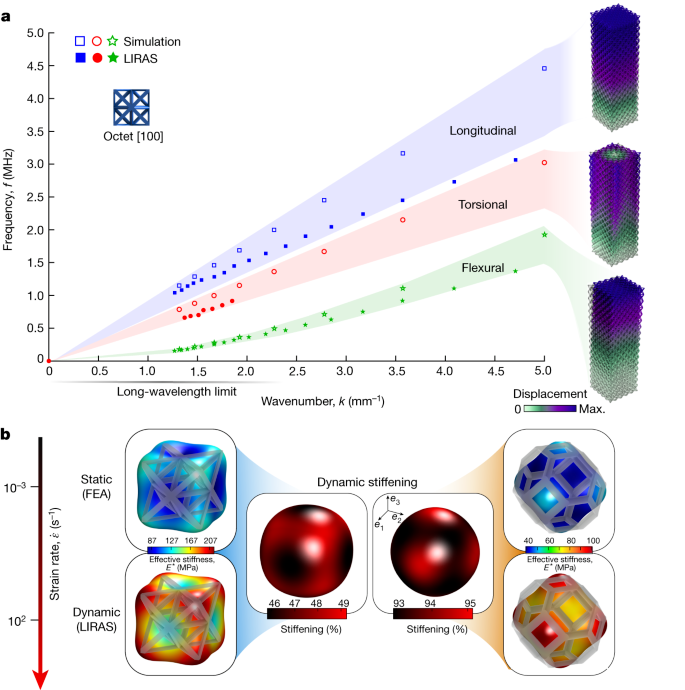 a
5.0
4.5
4.0
3.5
3.0
2.5
2.0
1.5
1.0
0.5
0
Frequency, f (MHz)
Simulation
LIRAS
Octet [100]
Longitudinal
Torsional
Flexural
0 0.5 1.0 1.5 2.0 2.5 3.0 3.5 4.0 4.5 5.0
Long-wavelength limit
Wavenumber, k (mm⁻¹)
Displacement
0 Max.
b
Strain rate, ε̇ (s⁻¹)
10⁻³
10²
Static
(FEA)
Dynamic
(LIRAS)
87 127 167 207
Effective stiffness,
E* (MPa)
Dynamic stiffening
46 47 48 49
Stiffening (%)
e₃
e₂
e₁
93 94 95
Stiffening (%)
40 60 80 100
Effective stiffness,
E* (MPa)